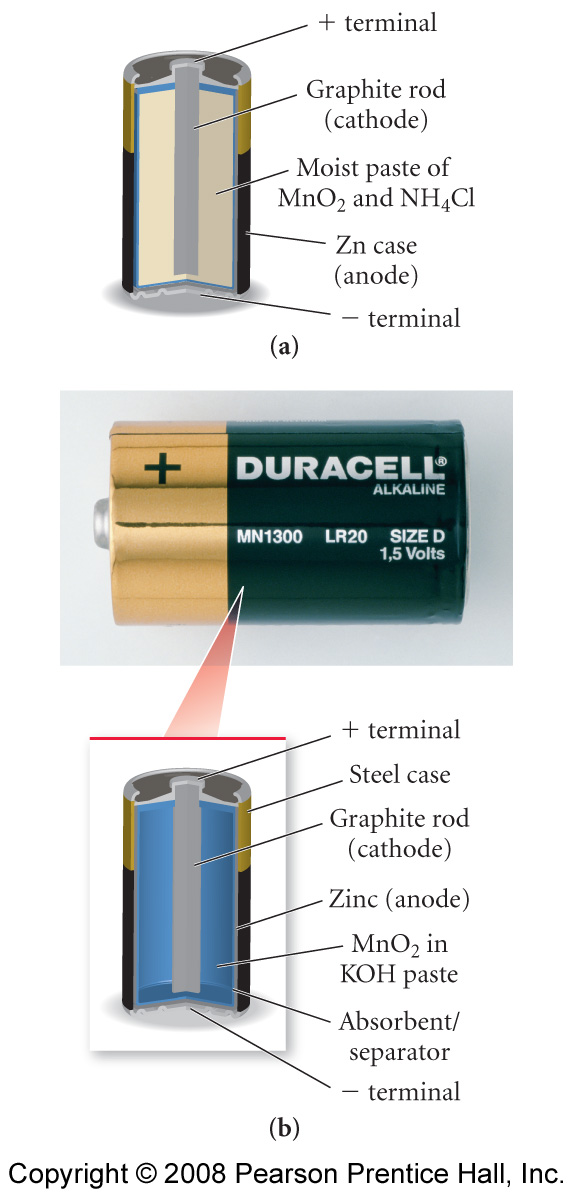 + terminal
Graphite rod
(cathode)
Moist paste of
MnO₂ and NH₄Cl
Zn case
(anode)
− terminal
(a)
+
DURACELL®
ALKALINE
MN1300 LR20 SIZE D
1,5 Volts
+ terminal
Steel case
Graphite rod
(cathode)
Zinc (anode)
MnO₂ in
KOH paste
Absorbent/
separator
− terminal
(b)
Copyright © 2008 Pearson Prentice Hall, Inc.